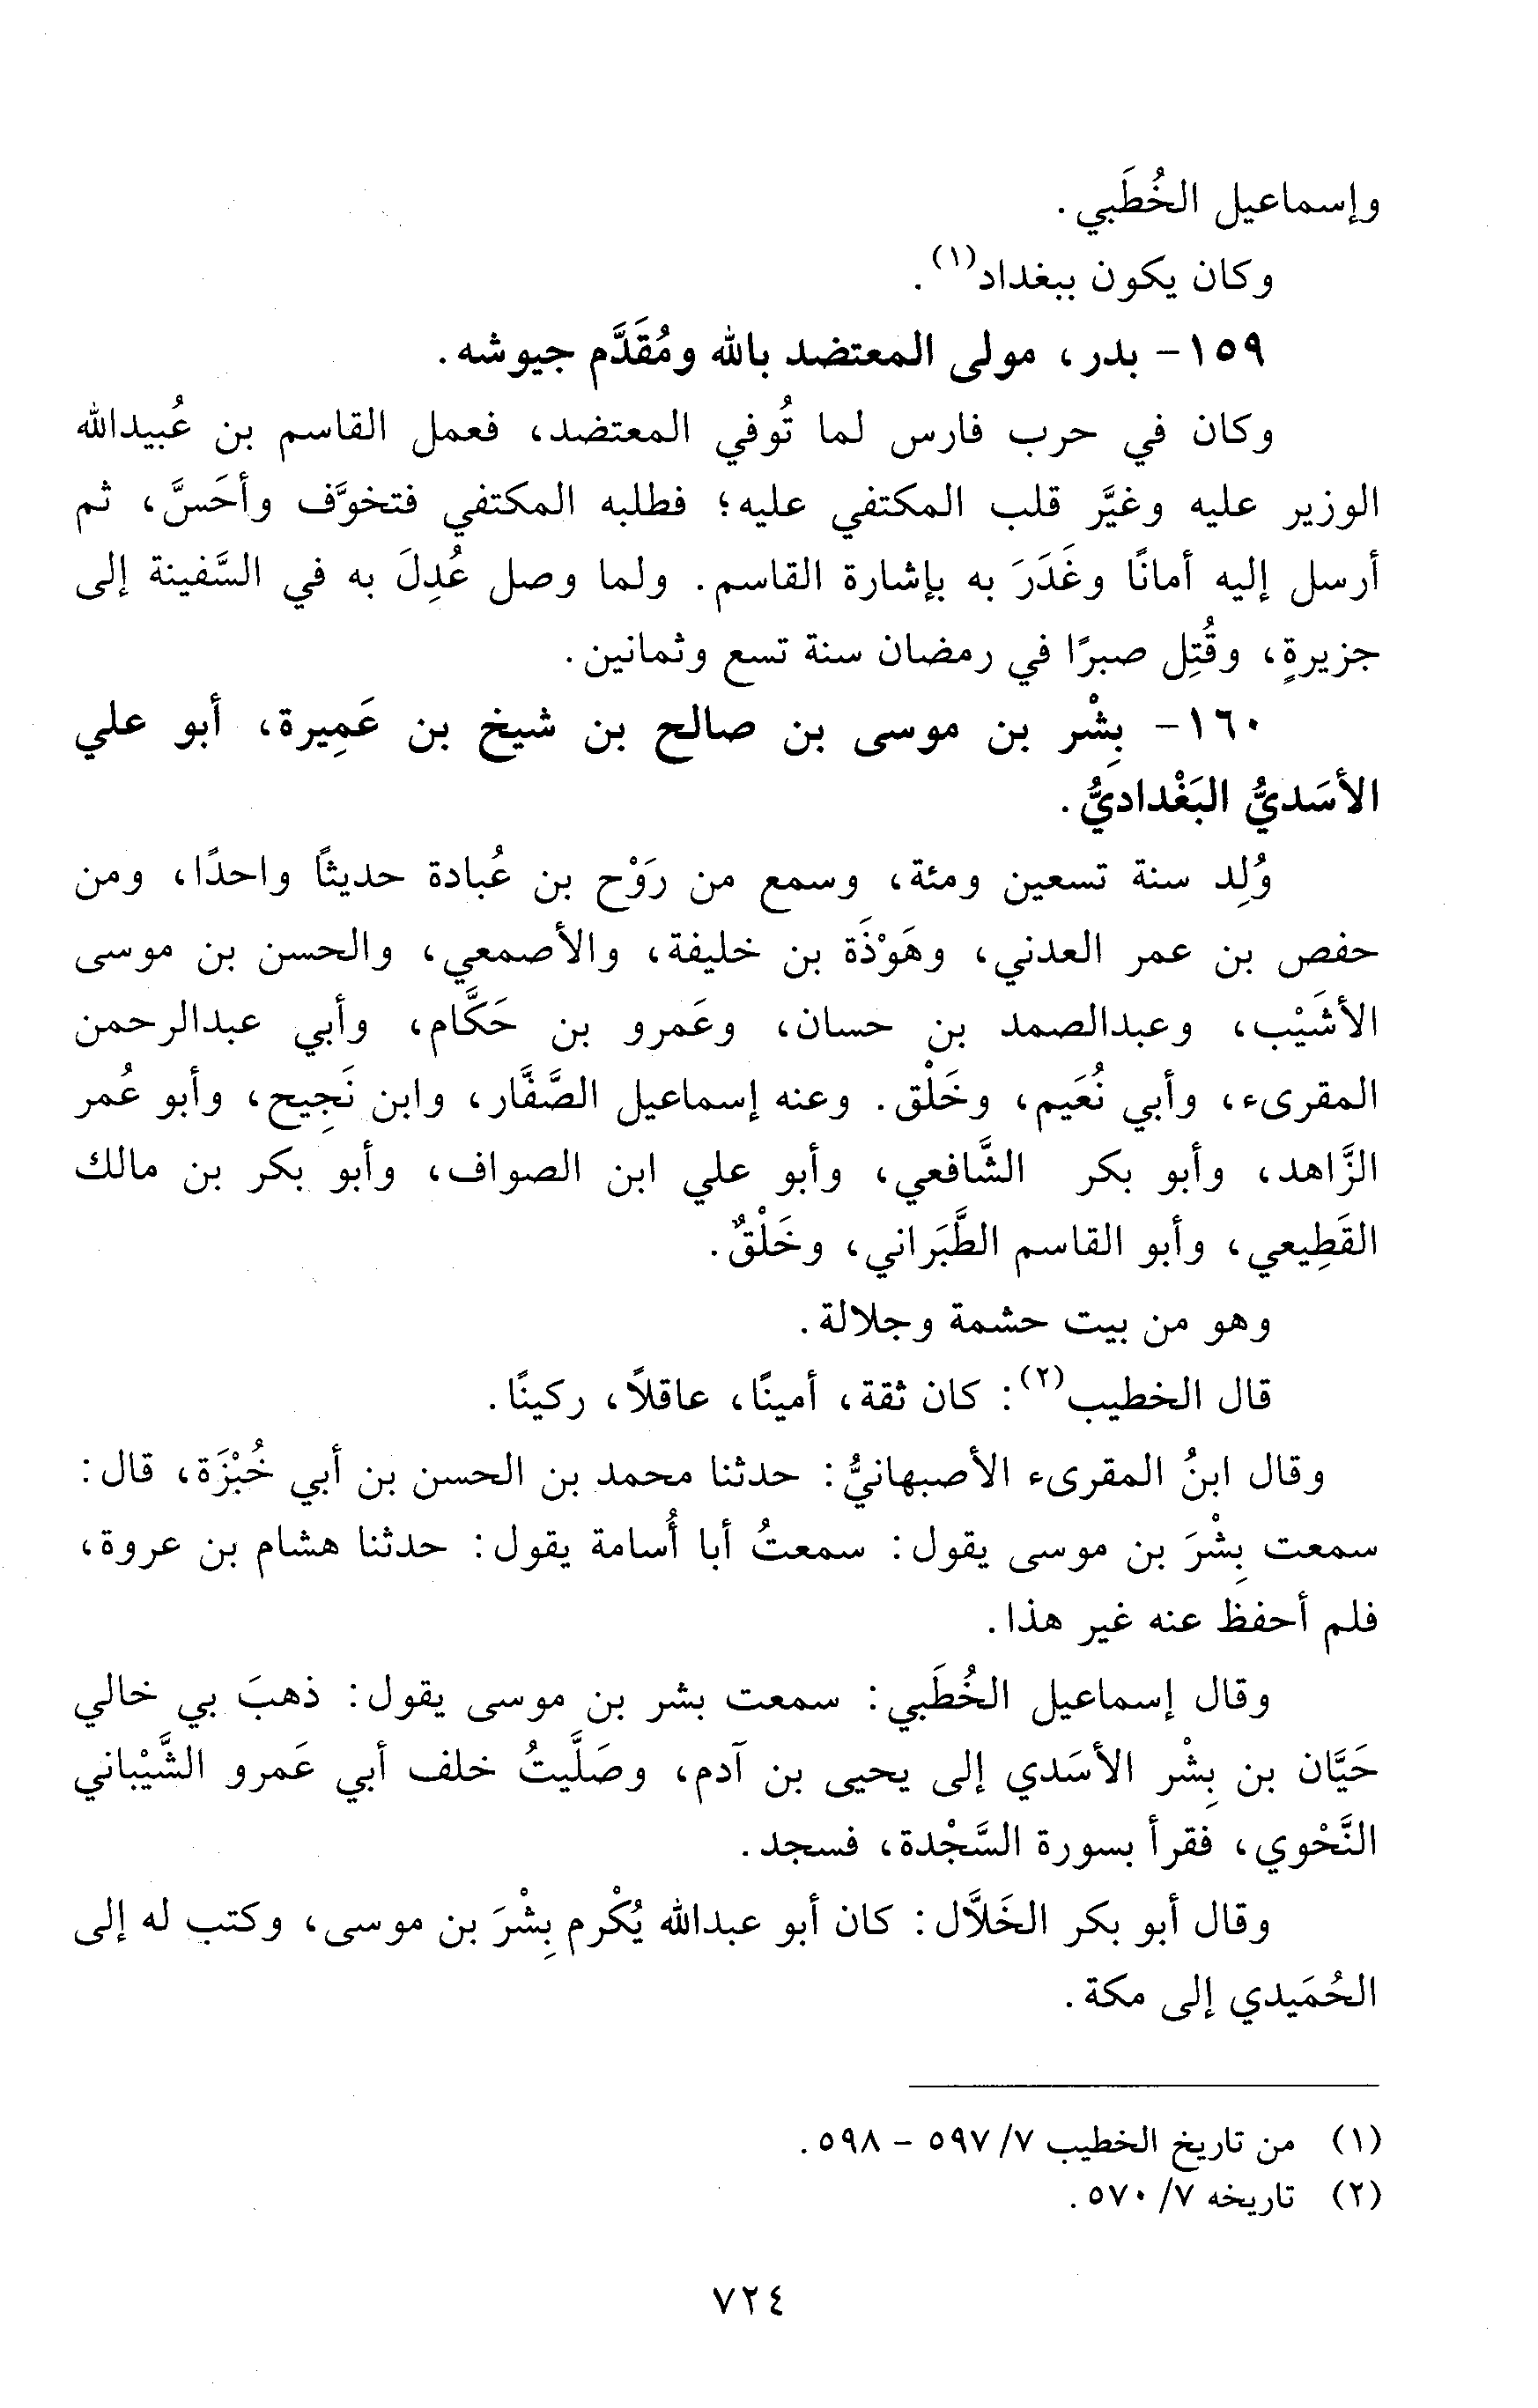 وإسماعيل الخُطَبي.
وكان يكون ببغداد(١).
١٥٩- بدر، مولى المعتضد بالله ومُقَدَّم جيوشه.
وكان في حرب فارس لما تُوفي المعتضد، فعمل القاسم بن عُبيدالله
الوزير عليه وغيَّر قلب المكتفي عليه؛ فطلبه المكتفي فتخوَّف وأحَسَّ، ثم
أرسل إليه أمانًا وغَدَرَ به بإشارة القاسم. ولما وصل عُدِلَ به في السَّفينة إلى
جزيرةٍ، وقُتِل صبرًا في رمضان سنة تسع وثمانين.
١٦٠- بِشْر بن موسى بن صالح بن شيخ بن عَمِيرة، أبو علي
الأسَديُّ البَغْداديُّ.
وُلِد سنة تسعين ومئة، وسمع من رَوْح بن عُبادة حديثًا واحدًا، ومن
حفص بن عمر العدني، وهَوْذَة بن خليفة، والأصمعي، والحسن بن موسى
الأشَيْب، وعبدالصمد بن حسان، وعَمرو بن حَكَّام، وأبي عبدالرحمن
المقرىء، وأبي نُعَيم، وخَلْق. وعنه إسماعيل الصَّفَّار، وابن نَجِيح، وأبو عُمر
الزَّاهد، وأبو بكر الشَّافعي، وأبو علي ابن الصواف، وأبو بكر بن مالك
القَطِيعي، وأبو القاسم الطَّبَراني، وخَلْقٌ.
وهو من بيت حشمة وجلالة.
قال الخطيب(٢): كان ثقة، أمينًا، عاقلاً، ركينًا.
وقال ابنُ المقرىء الأصبهانيُّ: حدثنا محمد بن الحسن بن أبي خُبْزَة، قال:
سمعت بِشْرَ بن موسى يقول: سمعتُ أبا أُسامة يقول: حدثنا هشام بن عروة،
فلم أحفظ عنه غير هذا.
وقال إسماعيل الخُطَبي: سمعت بشر بن موسى يقول: ذهبَ بي خالي
حَيَّان بن بِشْر الأسَدي إلى يحيى بن آدم، وصَلَّيتُ خلف أبي عَمرو الشَّيْباني
النَّحْوي، فقرأ بسورة السَّجْدة، فسجد.
وقال أبو بكر الخَلاَّل: كان أبو عبدالله يُكْرم بِشْرَ بن موسى، وكتب له إلى
الحُمَيدي إلى مكة.
(١) من تاريخ الخطيب ٧/ ٥٩٧ – ٥٩٨.
(٢) تاريخه ٧/ ٥٧٠.
٧٢٤